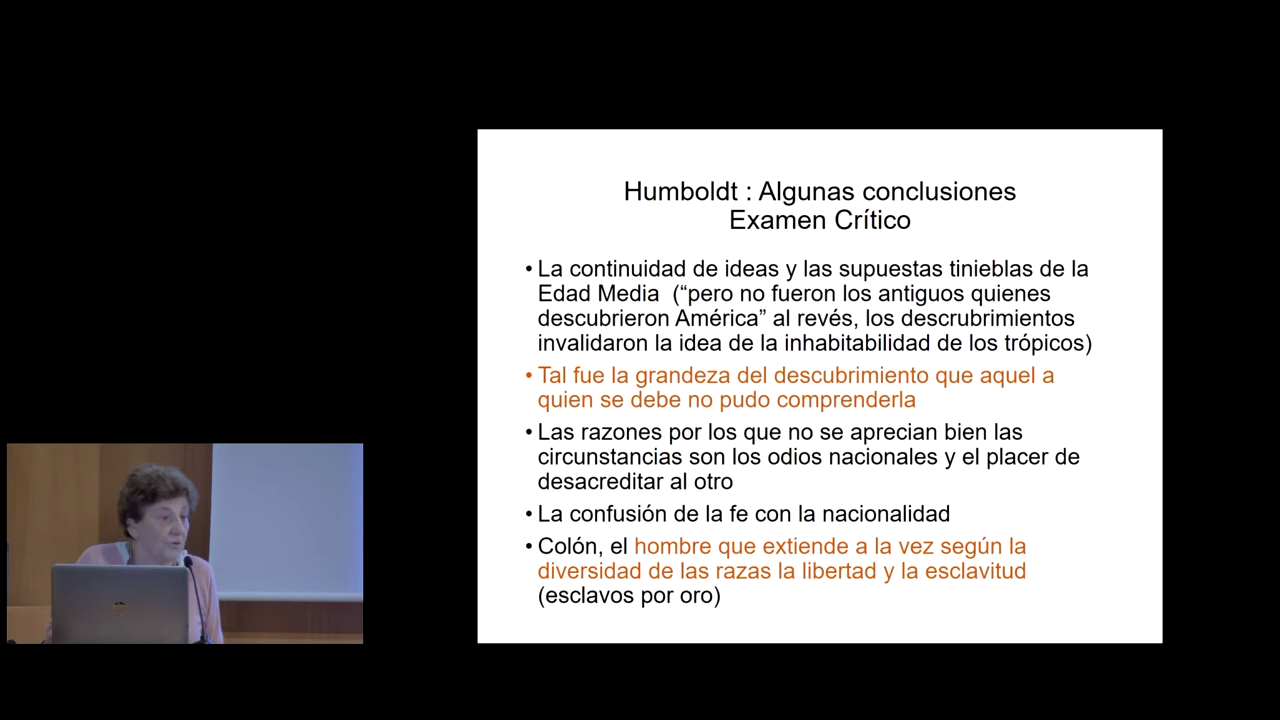 Humboldt : Algunas conclusiones
Examen Crítico
• La continuidad de ideas y las supuestas tinieblas de la
Edad Media (“pero no fueron los antiguos quienes
descubrieron América” al revés, los descrubrimientos
invalidaron la idea de la inhabitabilidad de los trópicos)
• Tal fue la grandeza del descubrimiento que aquel a
quien se debe no pudo comprenderla
• Las razones por los que no se aprecian bien las
circunstancias son los odios nacionales y el placer de
desacreditar al otro
• La confusión de la fe con la nacionalidad
• Colón, el hombre que extiende a la vez según la
diversidad de las razas la libertad y la esclavitud
(esclavos por oro)